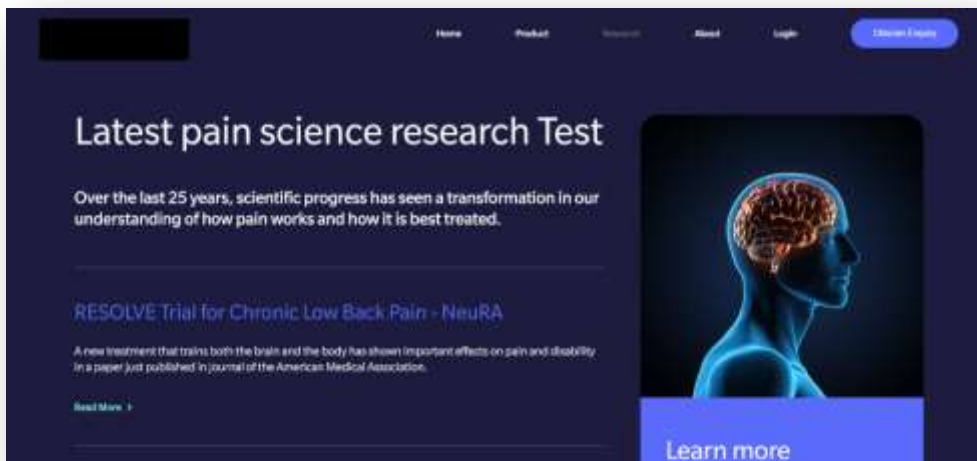 Home
Product
Research
About
Login
Clinician Enquiry
Latest pain science research Test
Over the last 25 years, scientific progress has seen a transformation in our
understanding of how pain works and how it is best treated.
RESOLVE Trial for Chronic Low Back Pain - NeuRA
A new treatment that trains both the brain and the body has shown important effects on pain and disability
in a paper just published in journal of the American Medical Association.
Read More >
Learn more